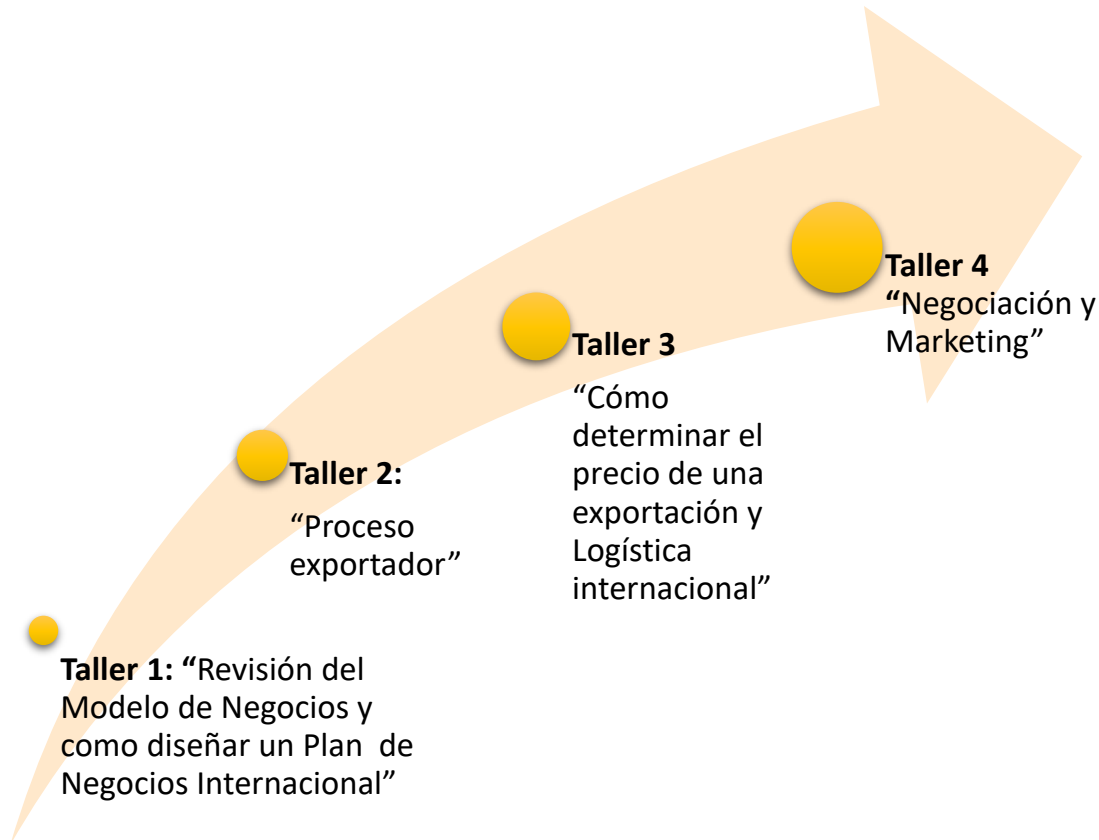 Taller 1: “Revisión del
Modelo de Negocios y
como diseñar un Plan  de
Negocios Internacional”
Taller 2:
“Proceso
exportador”
Taller 3
“Cómo
determinar el
precio de una
exportación y
Logística
internacional”
Taller 4
“Negociación y
Marketing”